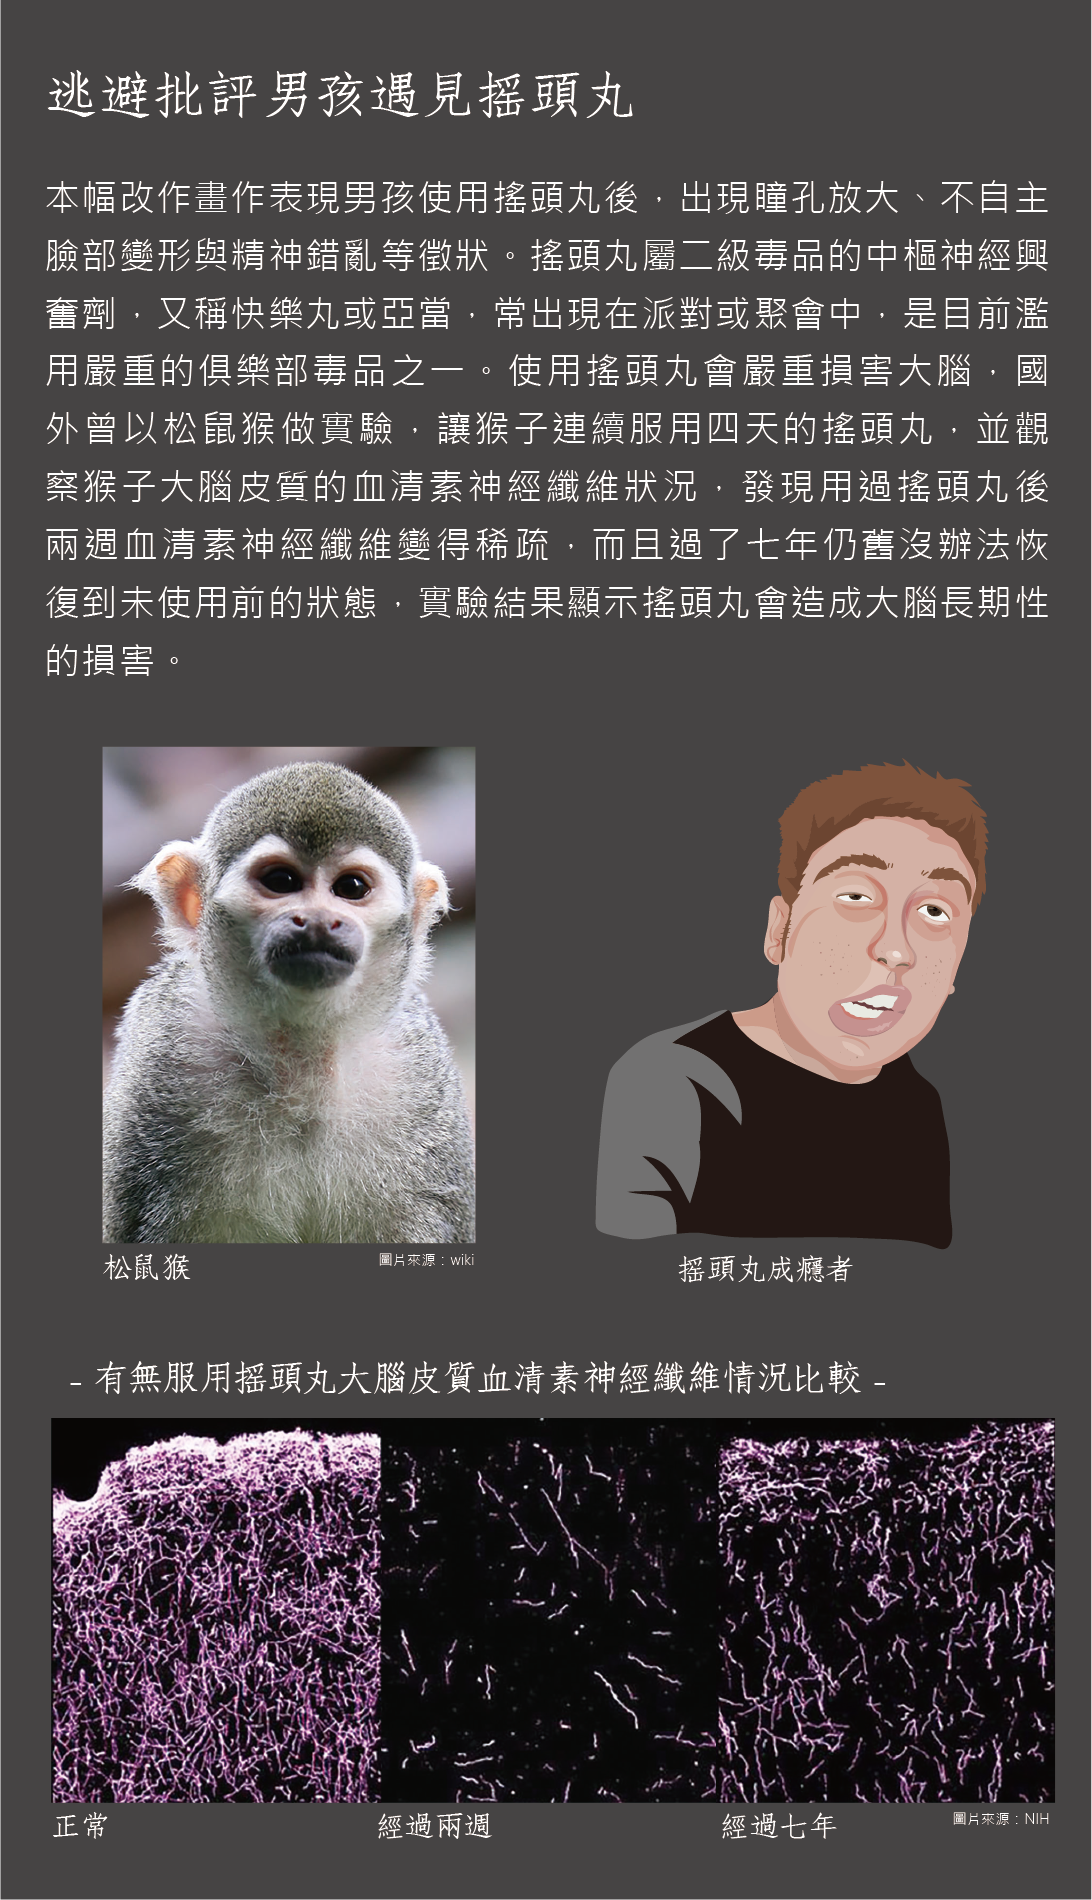 逃避批評男孩遇見搖頭丸
本幅改作畫作表現男孩使用搖頭丸後，出現瞳孔放大、不自主
臉部變形與精神錯亂等徵狀。搖頭丸屬二級毒品的中樞神經興
奮劑，又稱快樂丸或亞當，常出現在派對或聚會中，是目前濫
用嚴重的俱樂部毒品之一。使用搖頭丸會嚴重損害大腦，國
外曾以松鼠猴做實驗，讓猴子連續服用四天的搖頭丸，並觀
察猴子大腦皮質的血清素神經纖維狀況，發現用過搖頭丸後
兩週血清素神經纖維變得稀疏，而且過了七年仍舊沒辦法恢
復到未使用前的狀態，實驗結果顯示搖頭丸會造成大腦長期性
的損害。
松鼠猴
圖片來源：wiki
搖頭丸成癮者
- 有無服用搖頭丸大腦皮質血清素神經纖維情況比較 -
正常
經過兩週
經過七年
圖片來源：NIH